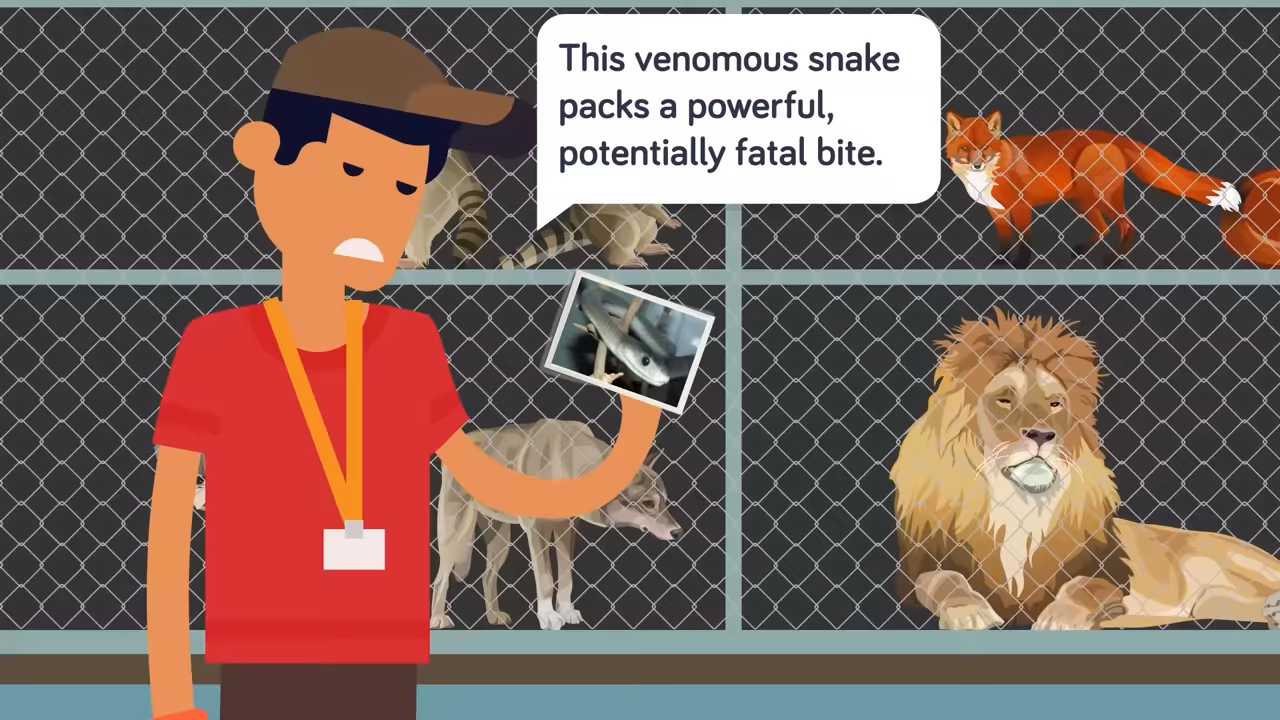 This venomous snake
packs a powerful,
potentially fatal bite.